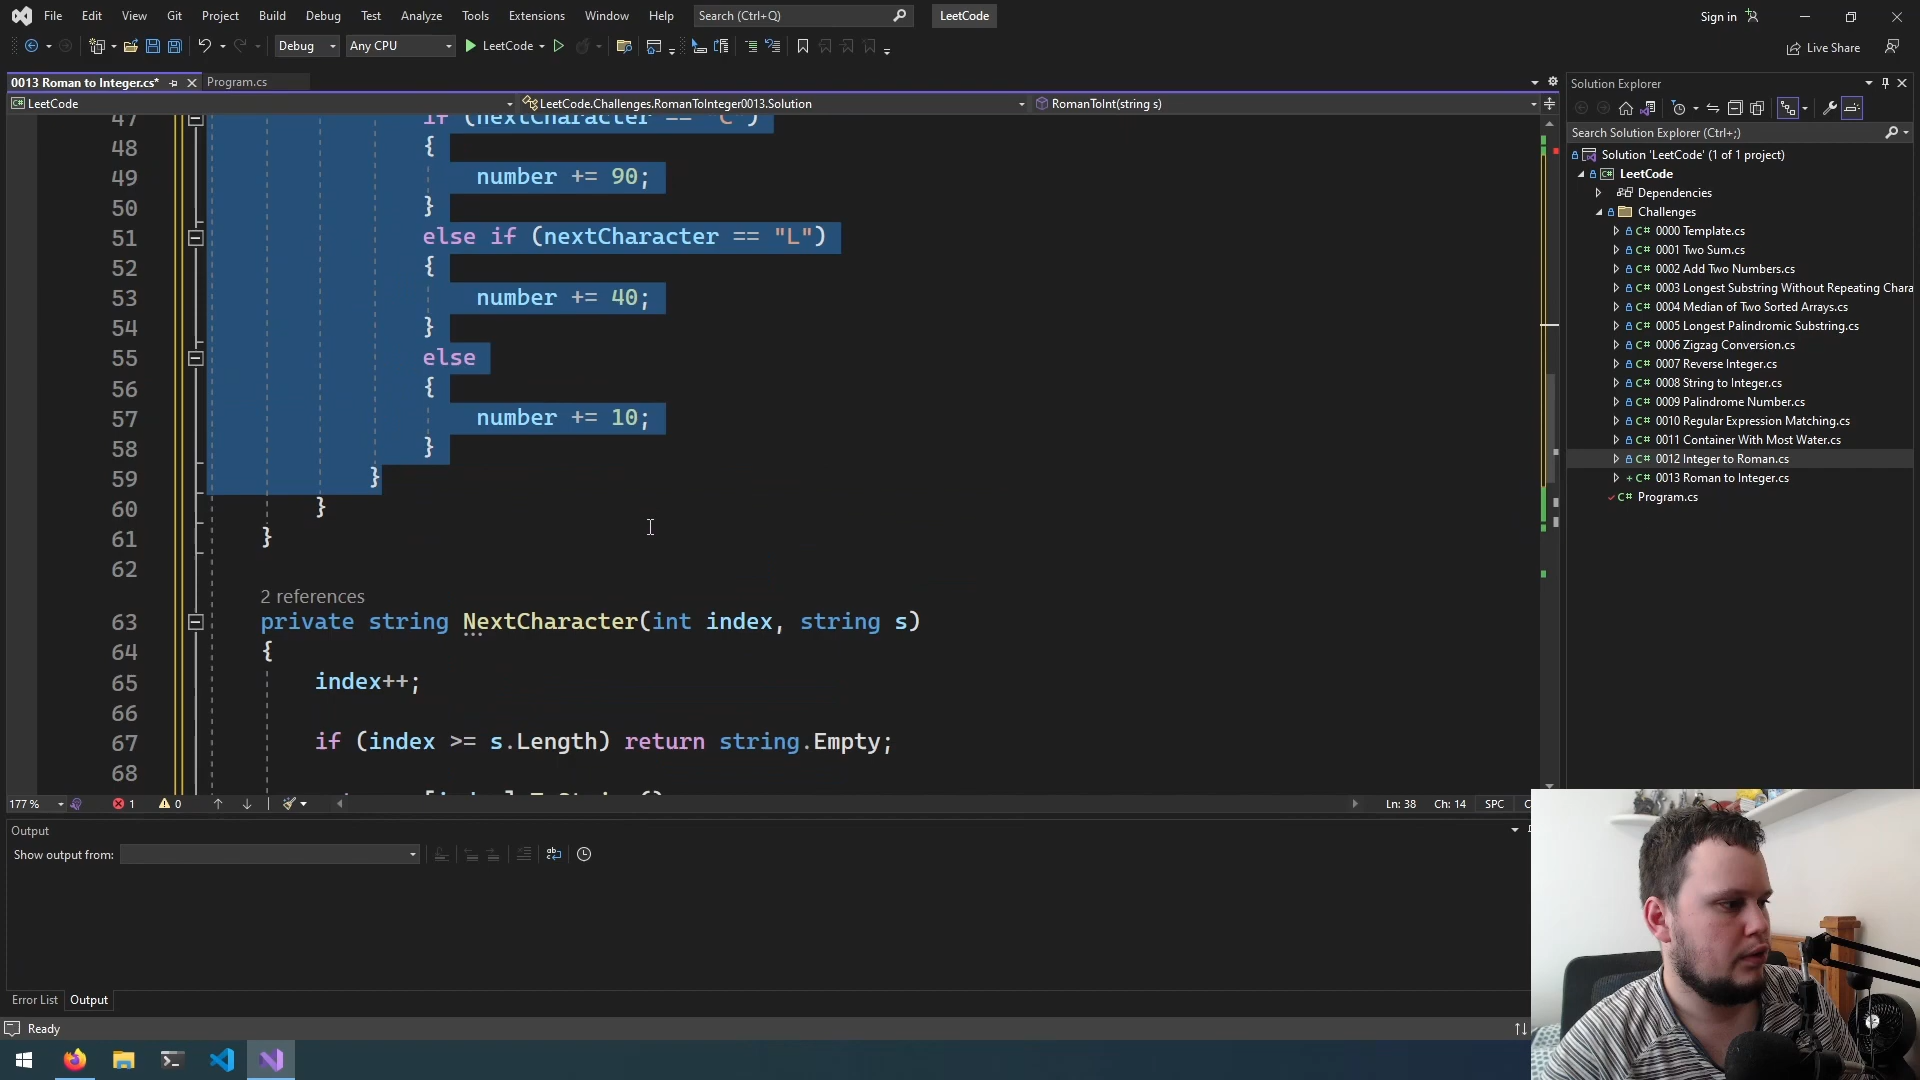 File Edit View Git Project Build Debug Test Analyze Tools Extensions Window Help Search (Ctrl+Q) LeetCode Sign in
Debug Any CPU LeetCode Live Share
0013 Roman to Integer.cs* Program.cs
LeetCode LeetCode.Challenges.RomanToInteger0013.Solution RomanToInt(string s)
47 if (nextCharacter == "C")
48 {
49 number += 90;
50 }
51 else if (nextCharacter == "L")
52 {
53 number += 40;
54 }
55 else
56 {
57 number += 10;
58 }
59 }
60 }
61 }
62
2 references
63 private string NextCharacter(int index, string s)
64 {
65 index++;
66
67 if (index >= s.Length) return string.Empty;
68
177 % 1 0 Ln: 38 Ch: 14 SPC
Output
Show output from:
Error List Output
Ready
Solution Explorer
Search Solution Explorer (Ctrl+;)
Solution 'LeetCode' (1 of 1 project)
C# LeetCode
Dependencies
Challenges
C# 0000 Template.cs
C# 0001 Two Sum.cs
C# 0002 Add Two Numbers.cs
C# 0003 Longest Substring Without Repeating Chara
C# 0004 Median of Two Sorted Arrays.cs
C# 0005 Longest Palindromic Substring.cs
C# 0006 Zigzag Conversion.cs
C# 0007 Reverse Integer.cs
C# 0008 String to Integer.cs
C# 0009 Palindrome Number.cs
C# 0010 Regular Expression Matching.cs
C# 0011 Container With Most Water.cs
C# 0012 Integer to Roman.cs
C# 0013 Roman to Integer.cs
C# Program.cs